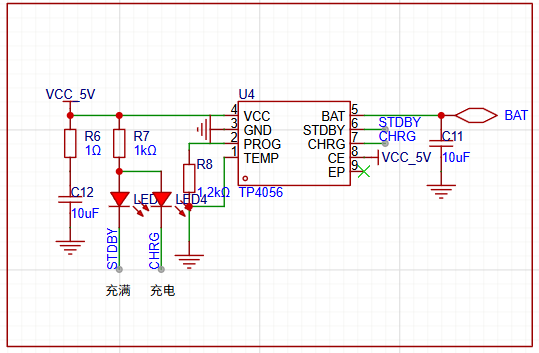 VCC_5V
U4
4 VCC BAT 5
3 GND STDBY 6 STDBY
2 PROG CHRG 7 CHRG
1 TEMP CE 8 VCC_5V
EP 9
TP4056
BAT
C11
10uF
R6
1Ω
R7
1kΩ
R8
1.2kΩ
C12
10uF
LED
LED4
STDBY
CHRG
充满
充电